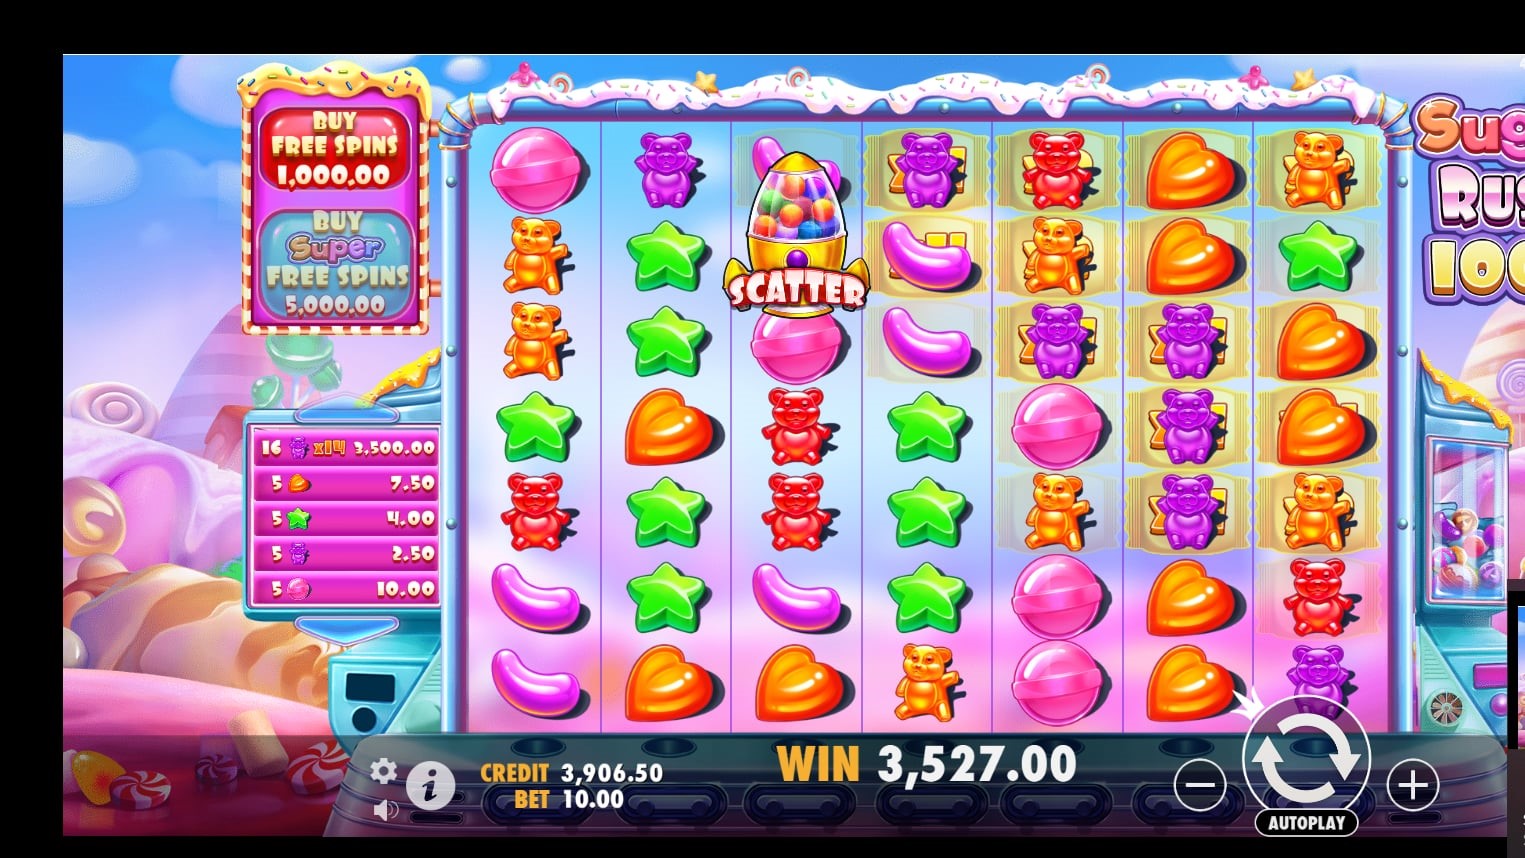 BUY
FREE SPINS
1,000.00
BUY
Super
FREE SPINS
5,000.00
SCATTER
16 x14 3,500.00
5 7.50
5 4.00
5 2.50
5 10.00
CREDIT 3,906.50
BET 10.00
WIN 3,527.00
AUTOPLAY